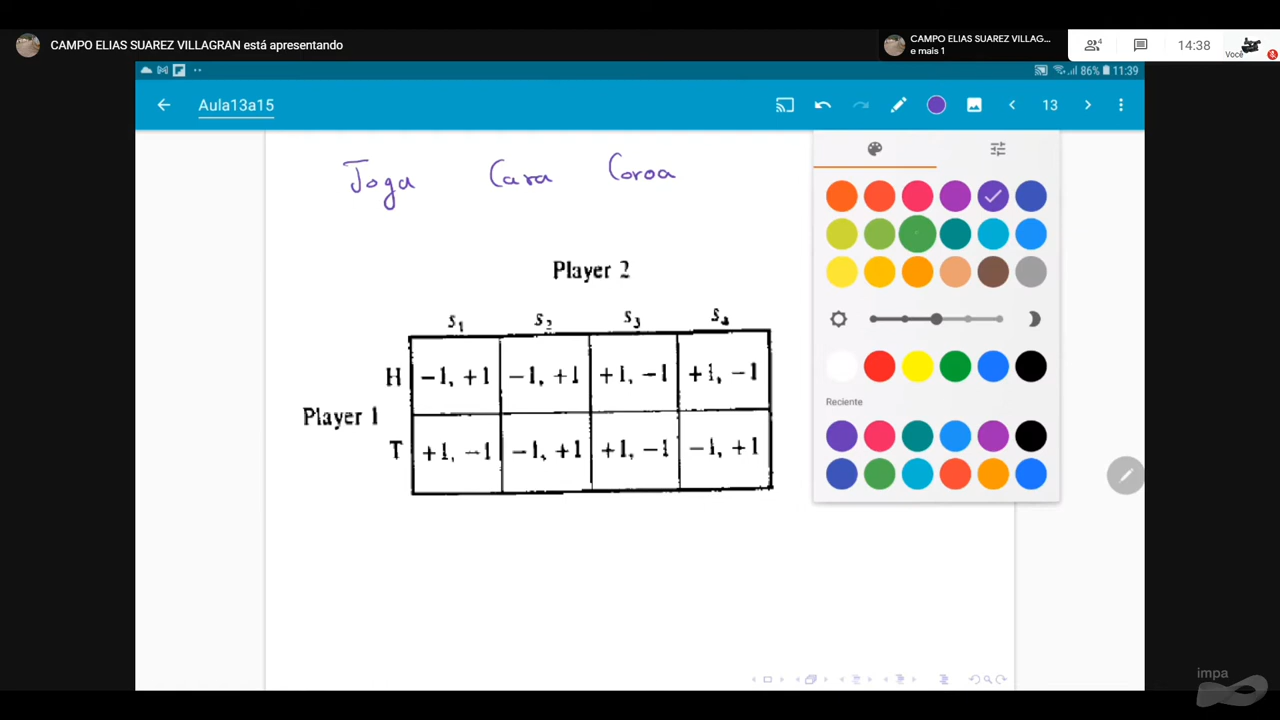 CAMPO ELIAS SUAREZ VILLAGRAN está apresentando
CAMPO ELIAS SUAREZ VILLAG...
e mais 1
4
14:38
Você
86% 11:39
Aula13a15
13
Joga Cara Coroa
Player 2
s₁ s₂ s₃ s₄
H −1, +1 −1, +1 +1, −1 +1, −1
Player 1
T +1, −1 −1, +1 +1, −1 −1, +1
Reciente
impa